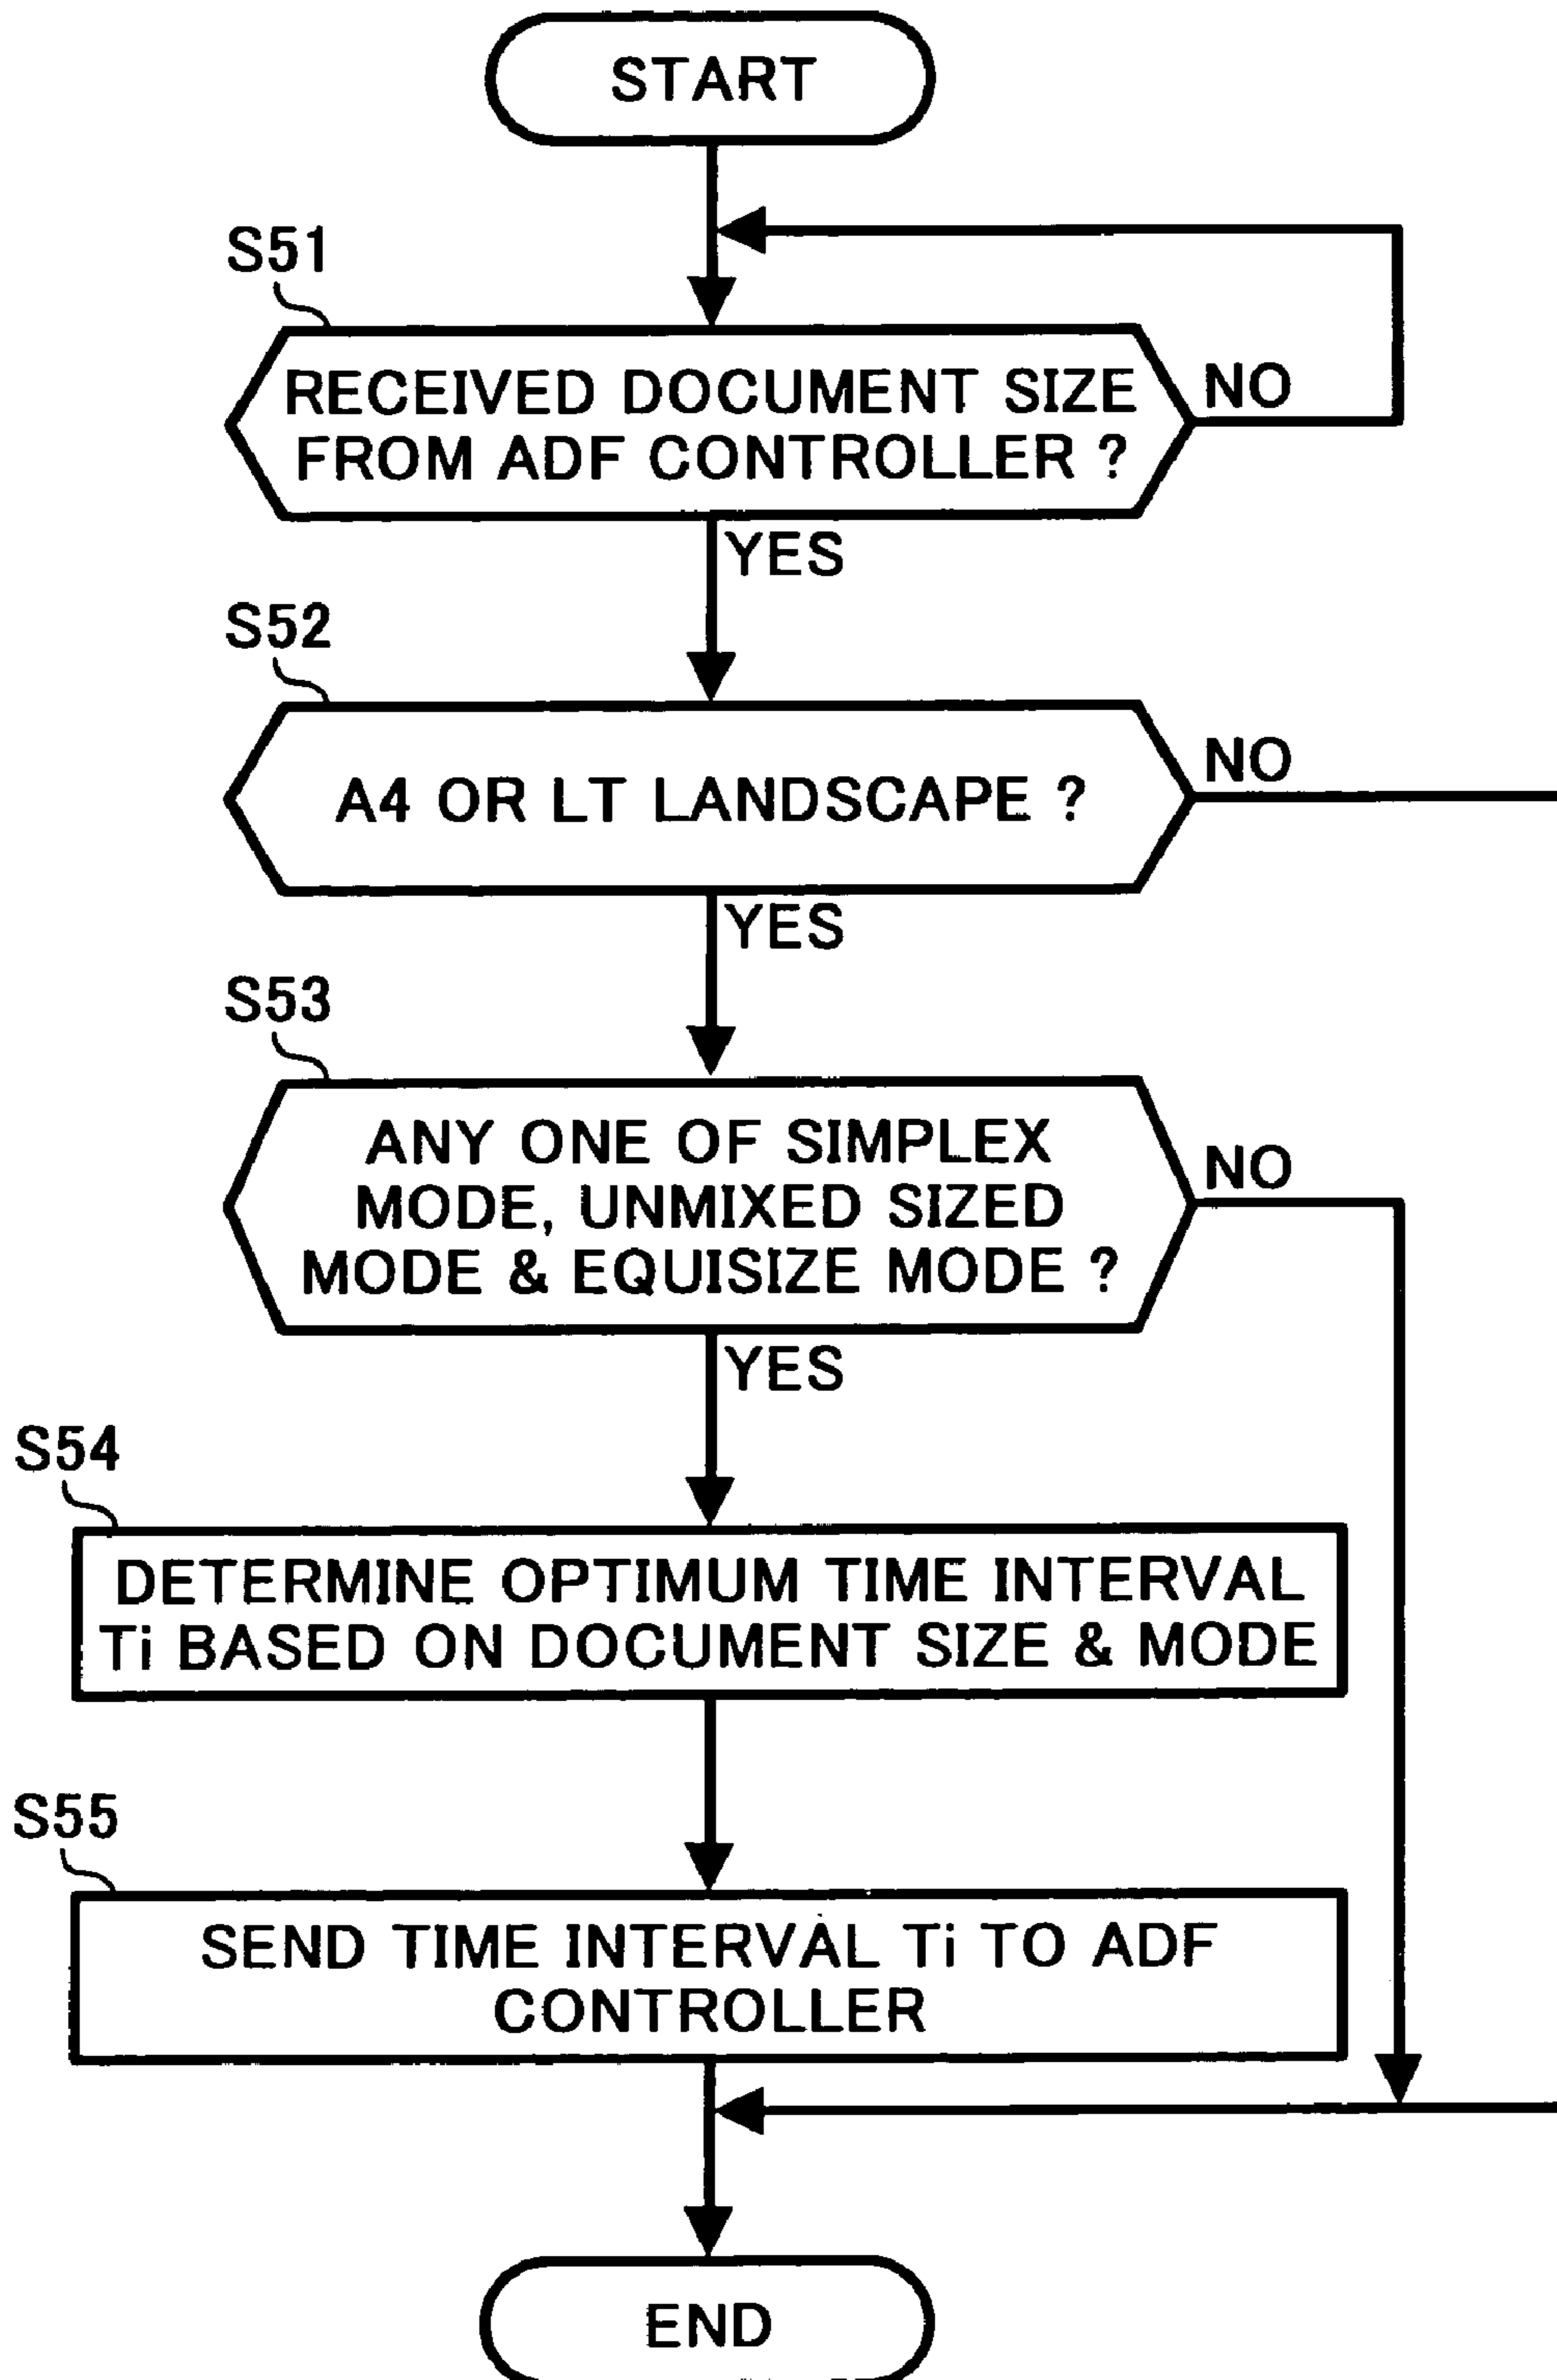 START
S51
RECEIVED DOCUMENT SIZE
FROM ADF CONTROLLER ?
NO
YES
S52
A4 OR LT LANDSCAPE ?
NO
YES
S53
ANY ONE OF SIMPLEX
MODE, UNMIXED SIZED
MODE & EQUISIZE MODE ?
NO
YES
S54
DETERMINE OPTIMUM TIME INTERVAL
Ti BASED ON DOCUMENT SIZE & MODE
S55
SEND TIME INTERVAL Ti TO ADF
CONTROLLER
END